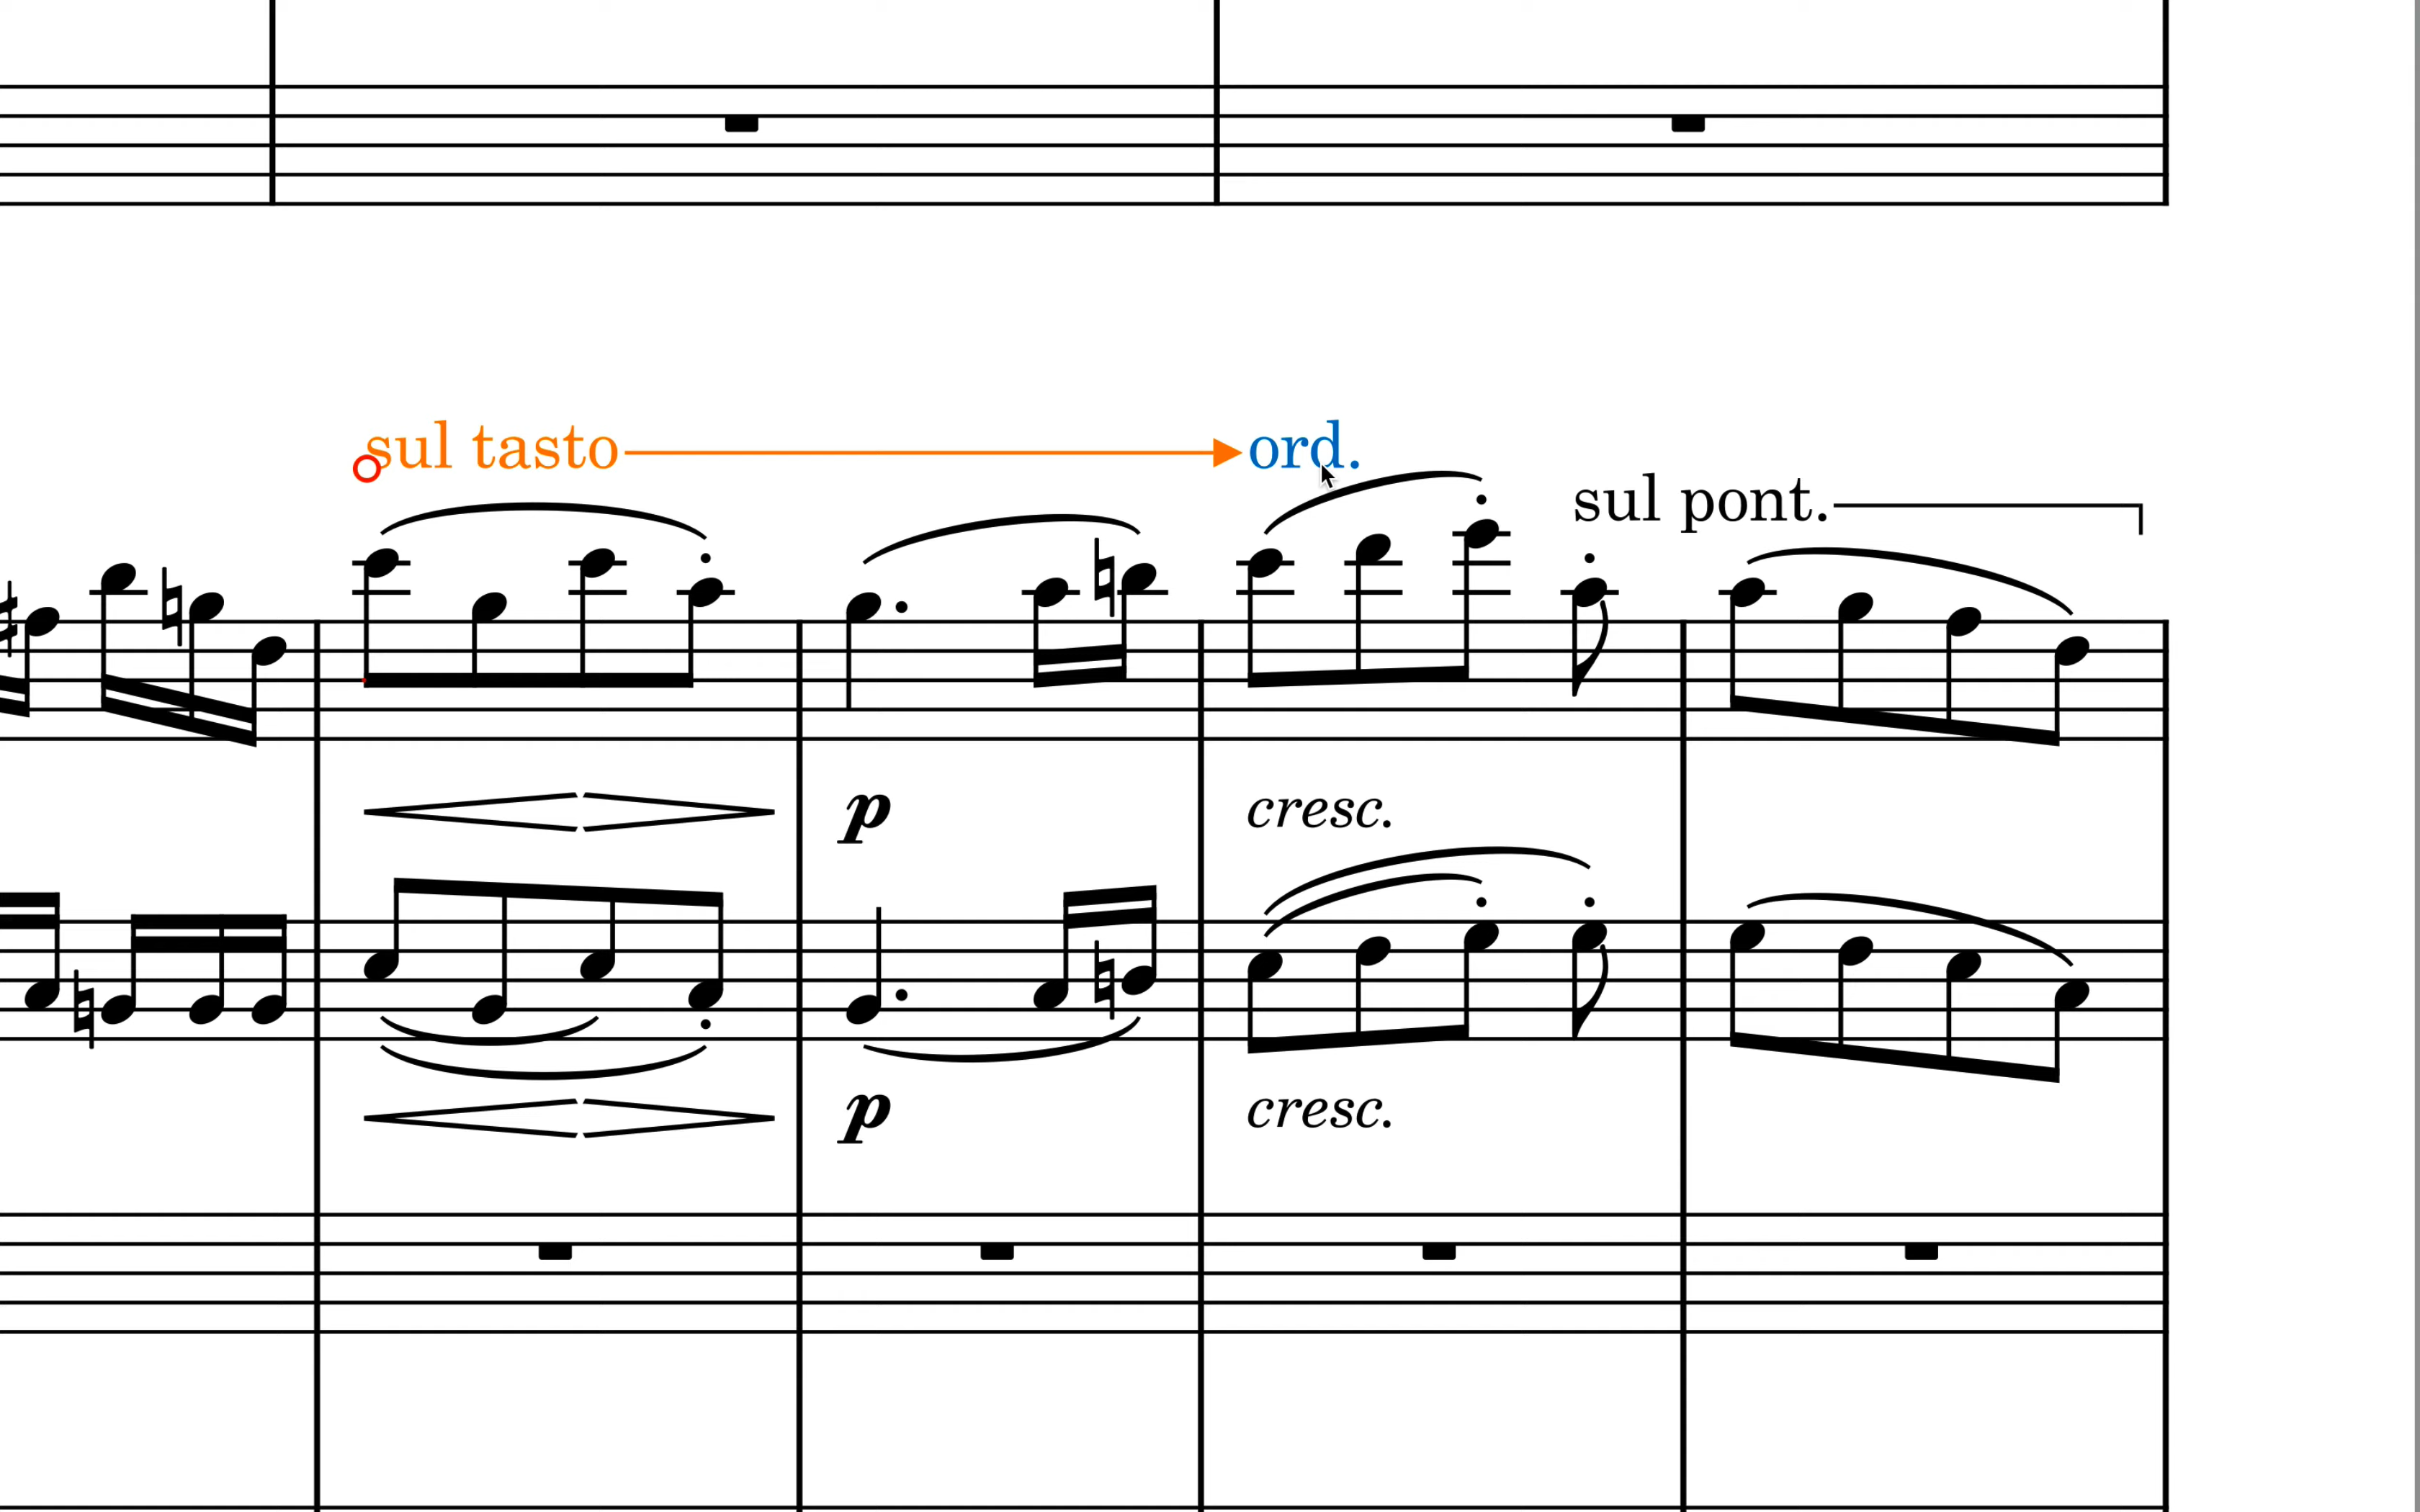 sul tasto ord.
sul pont.
p cresc.
p cresc.